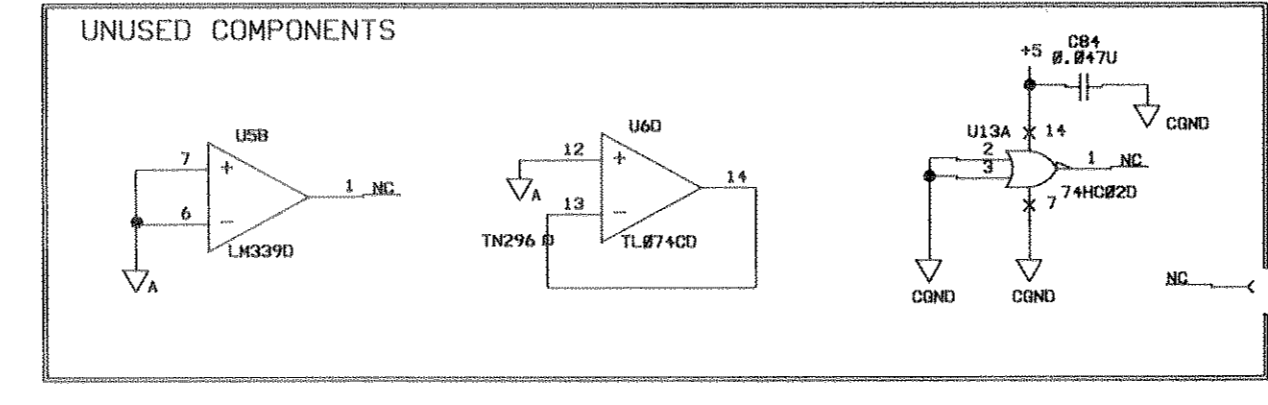 UNUSED COMPONENTS
U5B
7
+
6
−
1 NC
LM339D
A
U6D
12
+
13
−
14
A
TN296
TLØ74CD
+5
C84
Ø.Ø47U
CGND
U13A
14
2
3
1 NC
74HCØ2D
7
CGND
CGND
NC